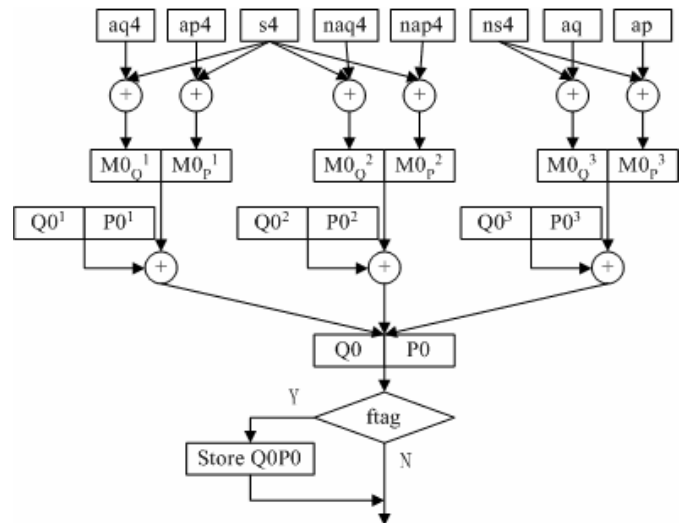 aq4 ap4 s4 naq4 nap4 ns4 aq ap
+ + + + + +
M0Q¹ M0P¹ M0Q² M0P² M0Q³ M0P³
Q0¹ P0¹ Q0² P0² Q0³ P0³
+ + +
Q0 P0
Y ftag
Store Q0P0 N